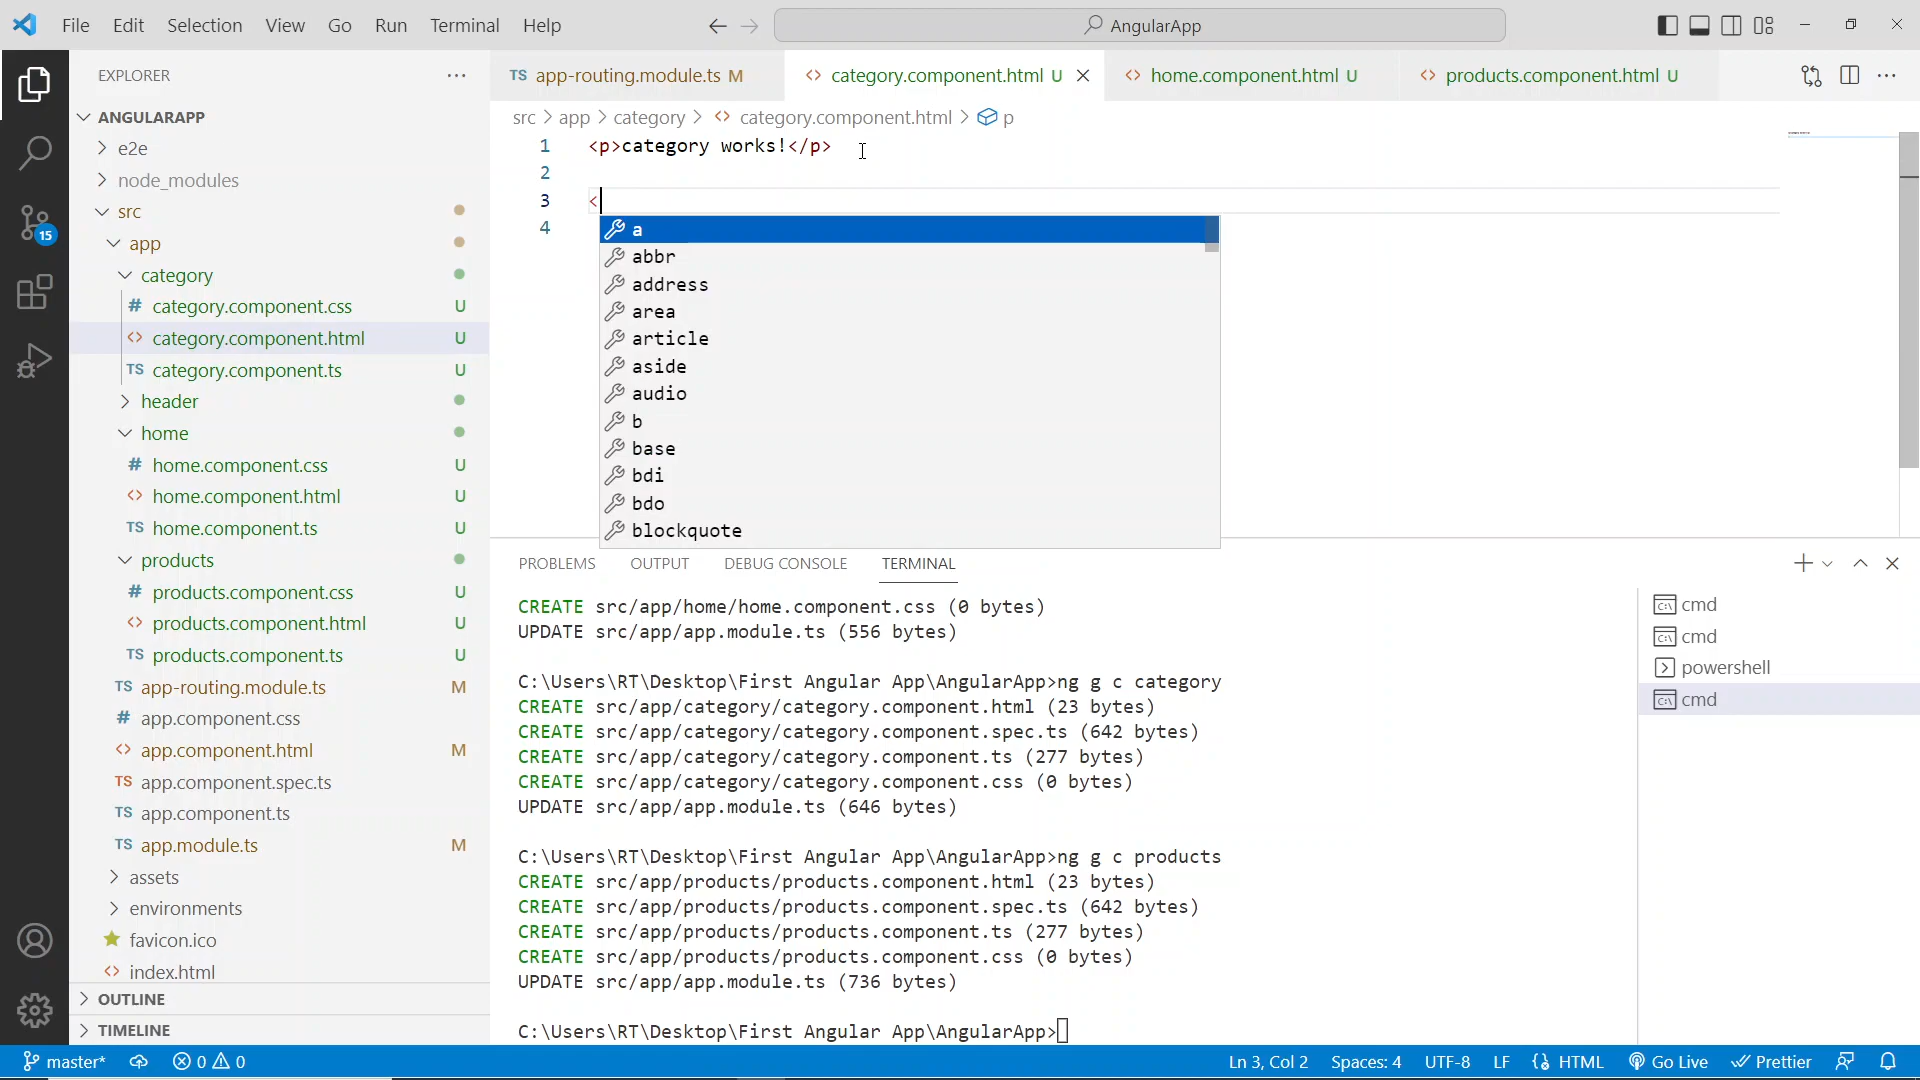 File Edit Selection View Go Run Terminal Help
AngularApp
EXPLORER
TS app-routing.module.ts M
category.component.html U
home.component.html U
products.component.html U
src > app > category > category.component.html > p
ANGULARAPP
e2e
node_modules
src
app
category
# category.component.css U
category.component.html U
TS category.component.ts U
header
home
# home.component.css U
home.component.html U
TS home.component.ts U
products
# products.component.css U
products.component.html U
TS products.component.ts U
TS app-routing.module.ts M
# app.component.css
app.component.html M
TS app.component.spec.ts
TS app.component.ts
TS app.module.ts M
assets
environments
favicon.ico
index.html
OUTLINE
TIMELINE
15
1 <p>category works!</p>
2
3 <
4
a
abbr
address
area
article
aside
audio
b
base
bdi
bdo
blockquote
PROBLEMS OUTPUT DEBUG CONSOLE TERMINAL
CREATE src/app/home/home.component.css (0 bytes)
UPDATE src/app/app.module.ts (556 bytes)
C:\Users\RT\Desktop\First Angular App\AngularApp>ng g c category
CREATE src/app/category/category.component.html (23 bytes)
CREATE src/app/category/category.component.spec.ts (642 bytes)
CREATE src/app/category/category.component.ts (277 bytes)
CREATE src/app/category/category.component.css (0 bytes)
UPDATE src/app/app.module.ts (646 bytes)
C:\Users\RT\Desktop\First Angular App\AngularApp>ng g c products
CREATE src/app/products/products.component.html (23 bytes)
CREATE src/app/products/products.component.spec.ts (642 bytes)
CREATE src/app/products/products.component.ts (277 bytes)
CREATE src/app/products/products.component.css (0 bytes)
UPDATE src/app/app.module.ts (736 bytes)
C:\Users\RT\Desktop\First Angular App\AngularApp>
cmd
cmd
powershell
cmd
master* 0 0 Ln 3, Col 2 Spaces: 4 UTF-8 LF HTML Go Live Prettier